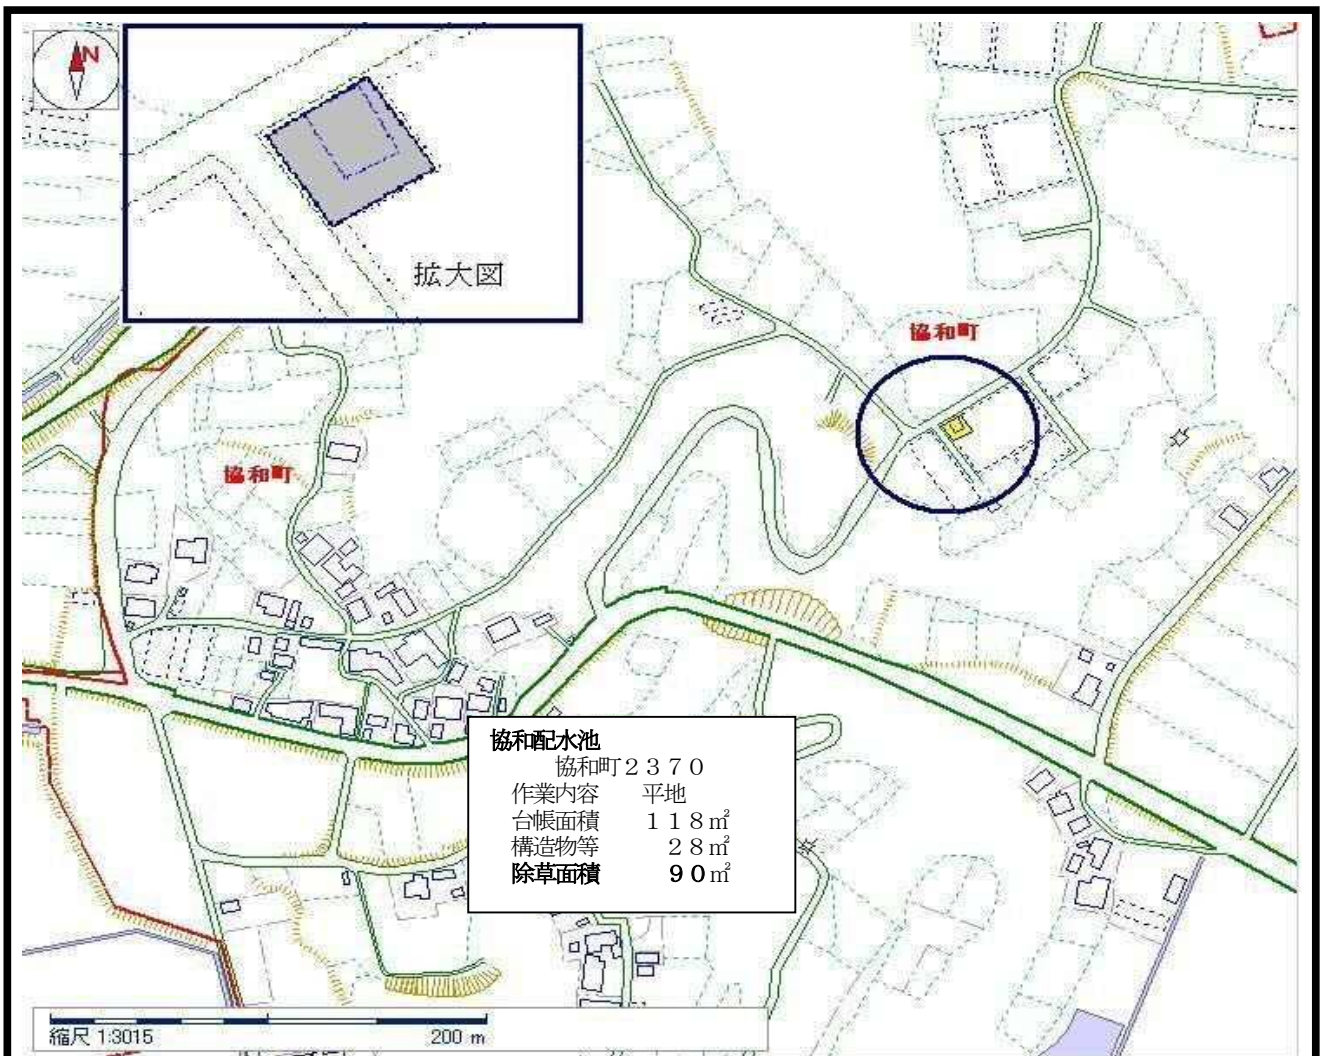 N
拡大図
協和町
協和町
協和配水池
協和町2370
作業内容 平地
台帳面積 118㎡
構造物等 28㎡
除草面積 90㎡
縮尺 1:3015 200 m